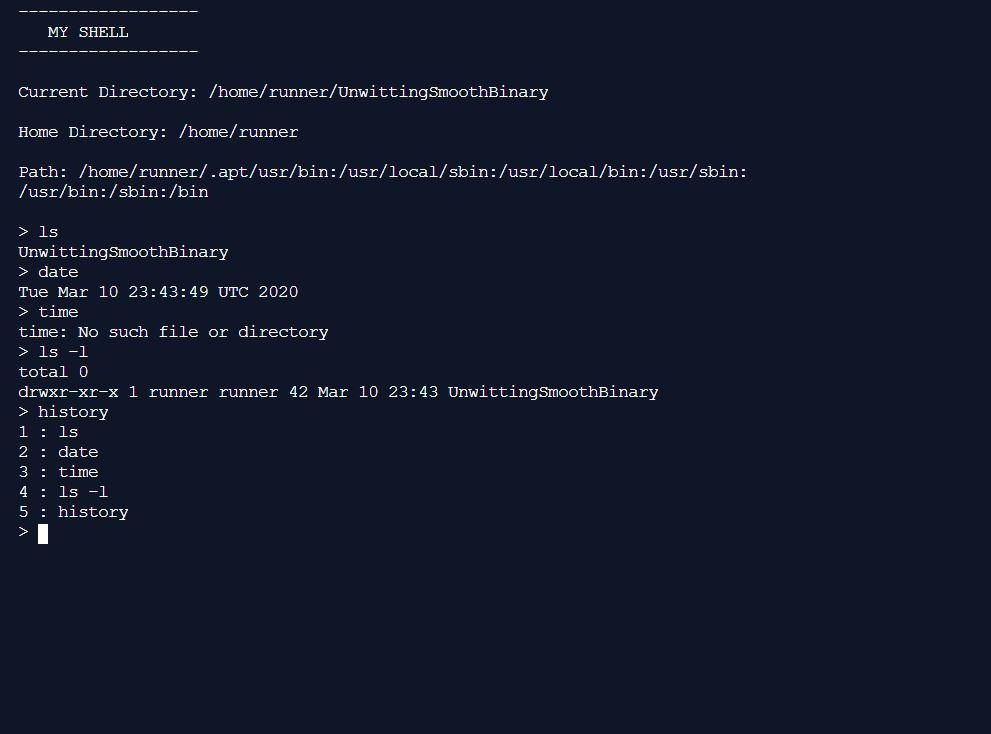 ------------------
MY SHELL
------------------
Current Directory: /home/runner/UnwittingSmoothBinary
Home Directory: /home/runner
Path: /home/runner/.apt/usr/bin:/usr/local/sbin:/usr/local/bin:/usr/sbin:
/usr/bin:/sbin:/bin
> ls
UnwittingSmoothBinary
> date
Tue Mar 10 23:43:49 UTC 2020
> time
time: No such file or directory
> ls -l
total 0
drwxr-xr-x 1 runner runner 42 Mar 10 23:43 UnwittingSmoothBinary
> history
1 : ls
2 : date
3 : time
4 : ls -l
5 : history
>